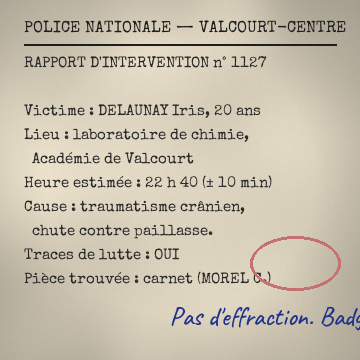 POLICE NATIONALE — VALCOURT-CENTRE
RAPPORT D'INTERVENTION n° 1127
Victime : DELAUNAY Iris, 20 ans
Lieu : laboratoire de chimie,
Académie de Valcourt
Heure estimée : 22 h 40 (± 10 min)
Cause : traumatisme crânien,
chute contre paillasse.
Traces de lutte : OUI
Pièce trouvée : carnet (MOREL C.)
Pas d'effraction.